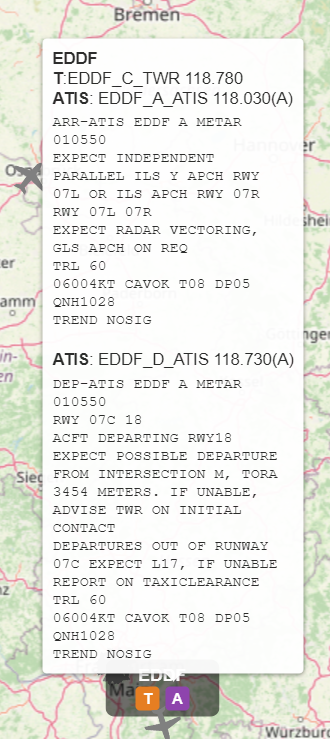 Bremen
EDDF
T:EDDF_C_TWR 118.780
ATIS: EDDF_A_ATIS 118.030(A)
ARR-ATIS EDDF A METAR
010550
EXPECT INDEPENDENT
PARALLEL ILS Y APCH RWY
07L OR ILS APCH RWY 07R
RWY 07L 07R
EXPECT RADAR VECTORING,
GLS APCH ON REQ
TRL 60
06004KT CAVOK T08 DP05
QNH1028
TREND NOSIG
ATIS: EDDF_D_ATIS 118.730(A)
DEP-ATIS EDDF A METAR
010550
RWY 07C 18
ACFT DEPARTING RWY18
EXPECT POSSIBLE DEPARTURE
FROM INTERSECTION M, TORA
3454 METERS. IF UNABLE,
ADVISE TWR ON INITIAL
CONTACT
DEPARTURES OUT OF RUNWAY
07C EXPECT L17, IF UNABLE
REPORT ON TAXICLEARANCE
TRL 60
06004KT CAVOK T08 DP05
QNH1028
TREND NOSIG
EDDF
T A
Würzburg